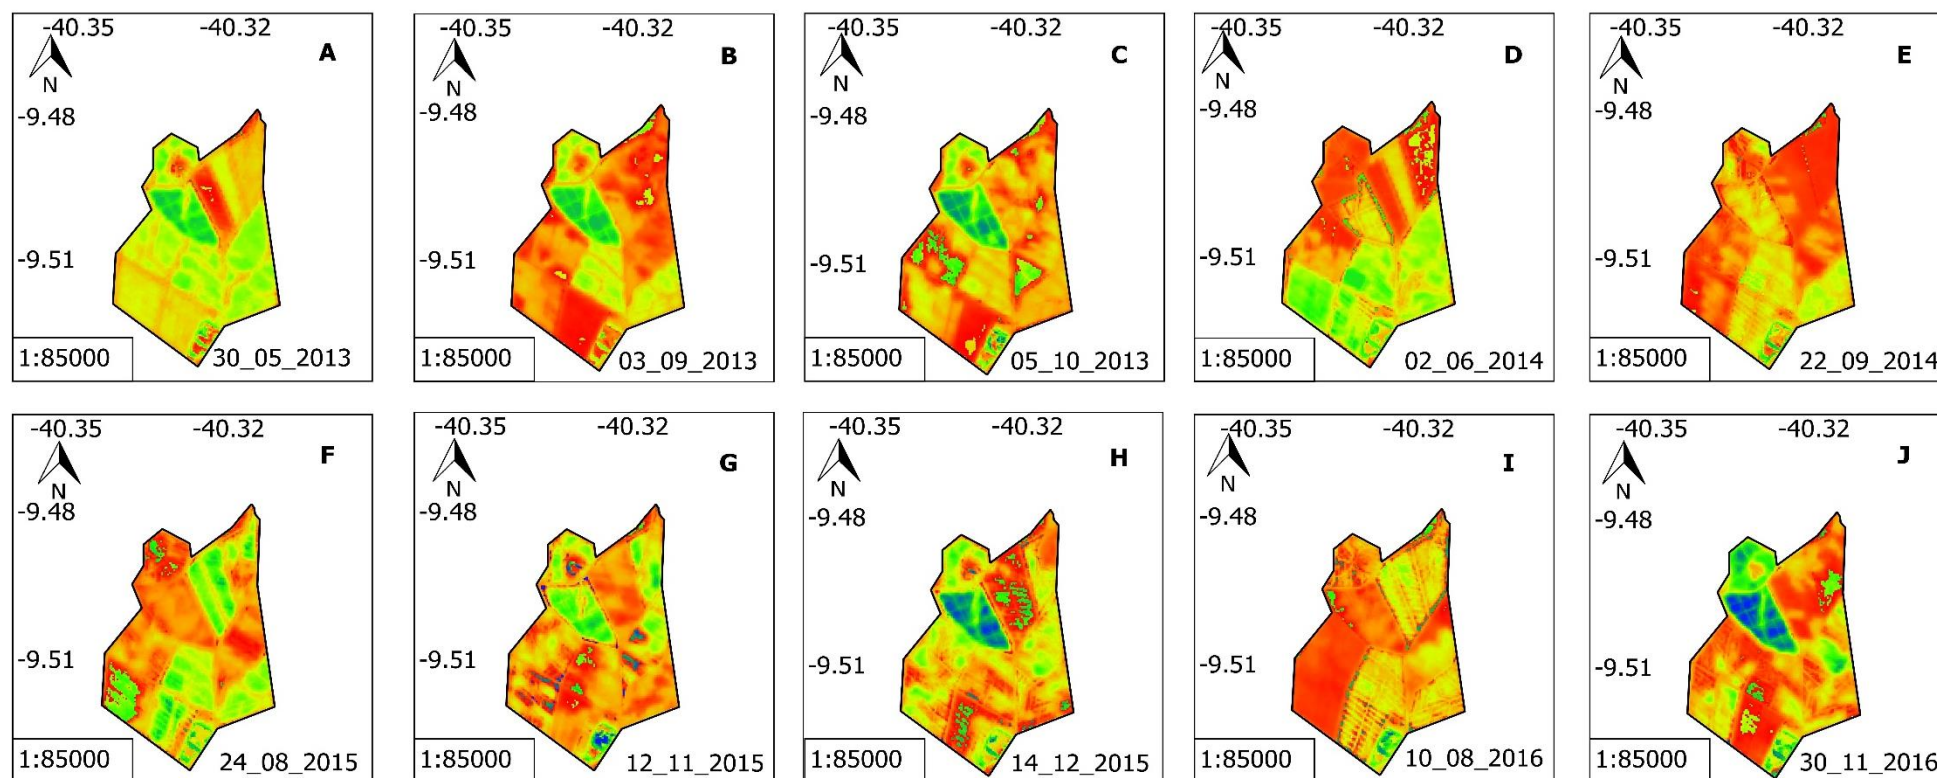 -40.35 -40.32
A
N
-9.48
-9.51
1:85000
30_05_2013
-40.35 -40.32
B
N
-9.48
-9.51
1:85000
03_09_2013
-40.35 -40.32
C
N
-9.48
-9.51
1:85000
05_10_2013
-40.35 -40.32
D
N
-9.48
-9.51
1:85000
02_06_2014
-40.35 -40.32
E
N
-9.48
-9.51
1:85000
22_09_2014
-40.35 -40.32
F
N
-9.48
-9.51
1:85000
24_08_2015
-40.35 -40.32
G
N
-9.48
-9.51
1:85000
12_11_2015
-40.35 -40.32
H
N
-9.48
-9.51
1:85000
14_12_2015
-40.35 -40.32
I
N
-9.48
-9.51
1:85000
10_08_2016
-40.35 -40.32
J
N
-9.48
-9.51
1:85000
30_11_2016